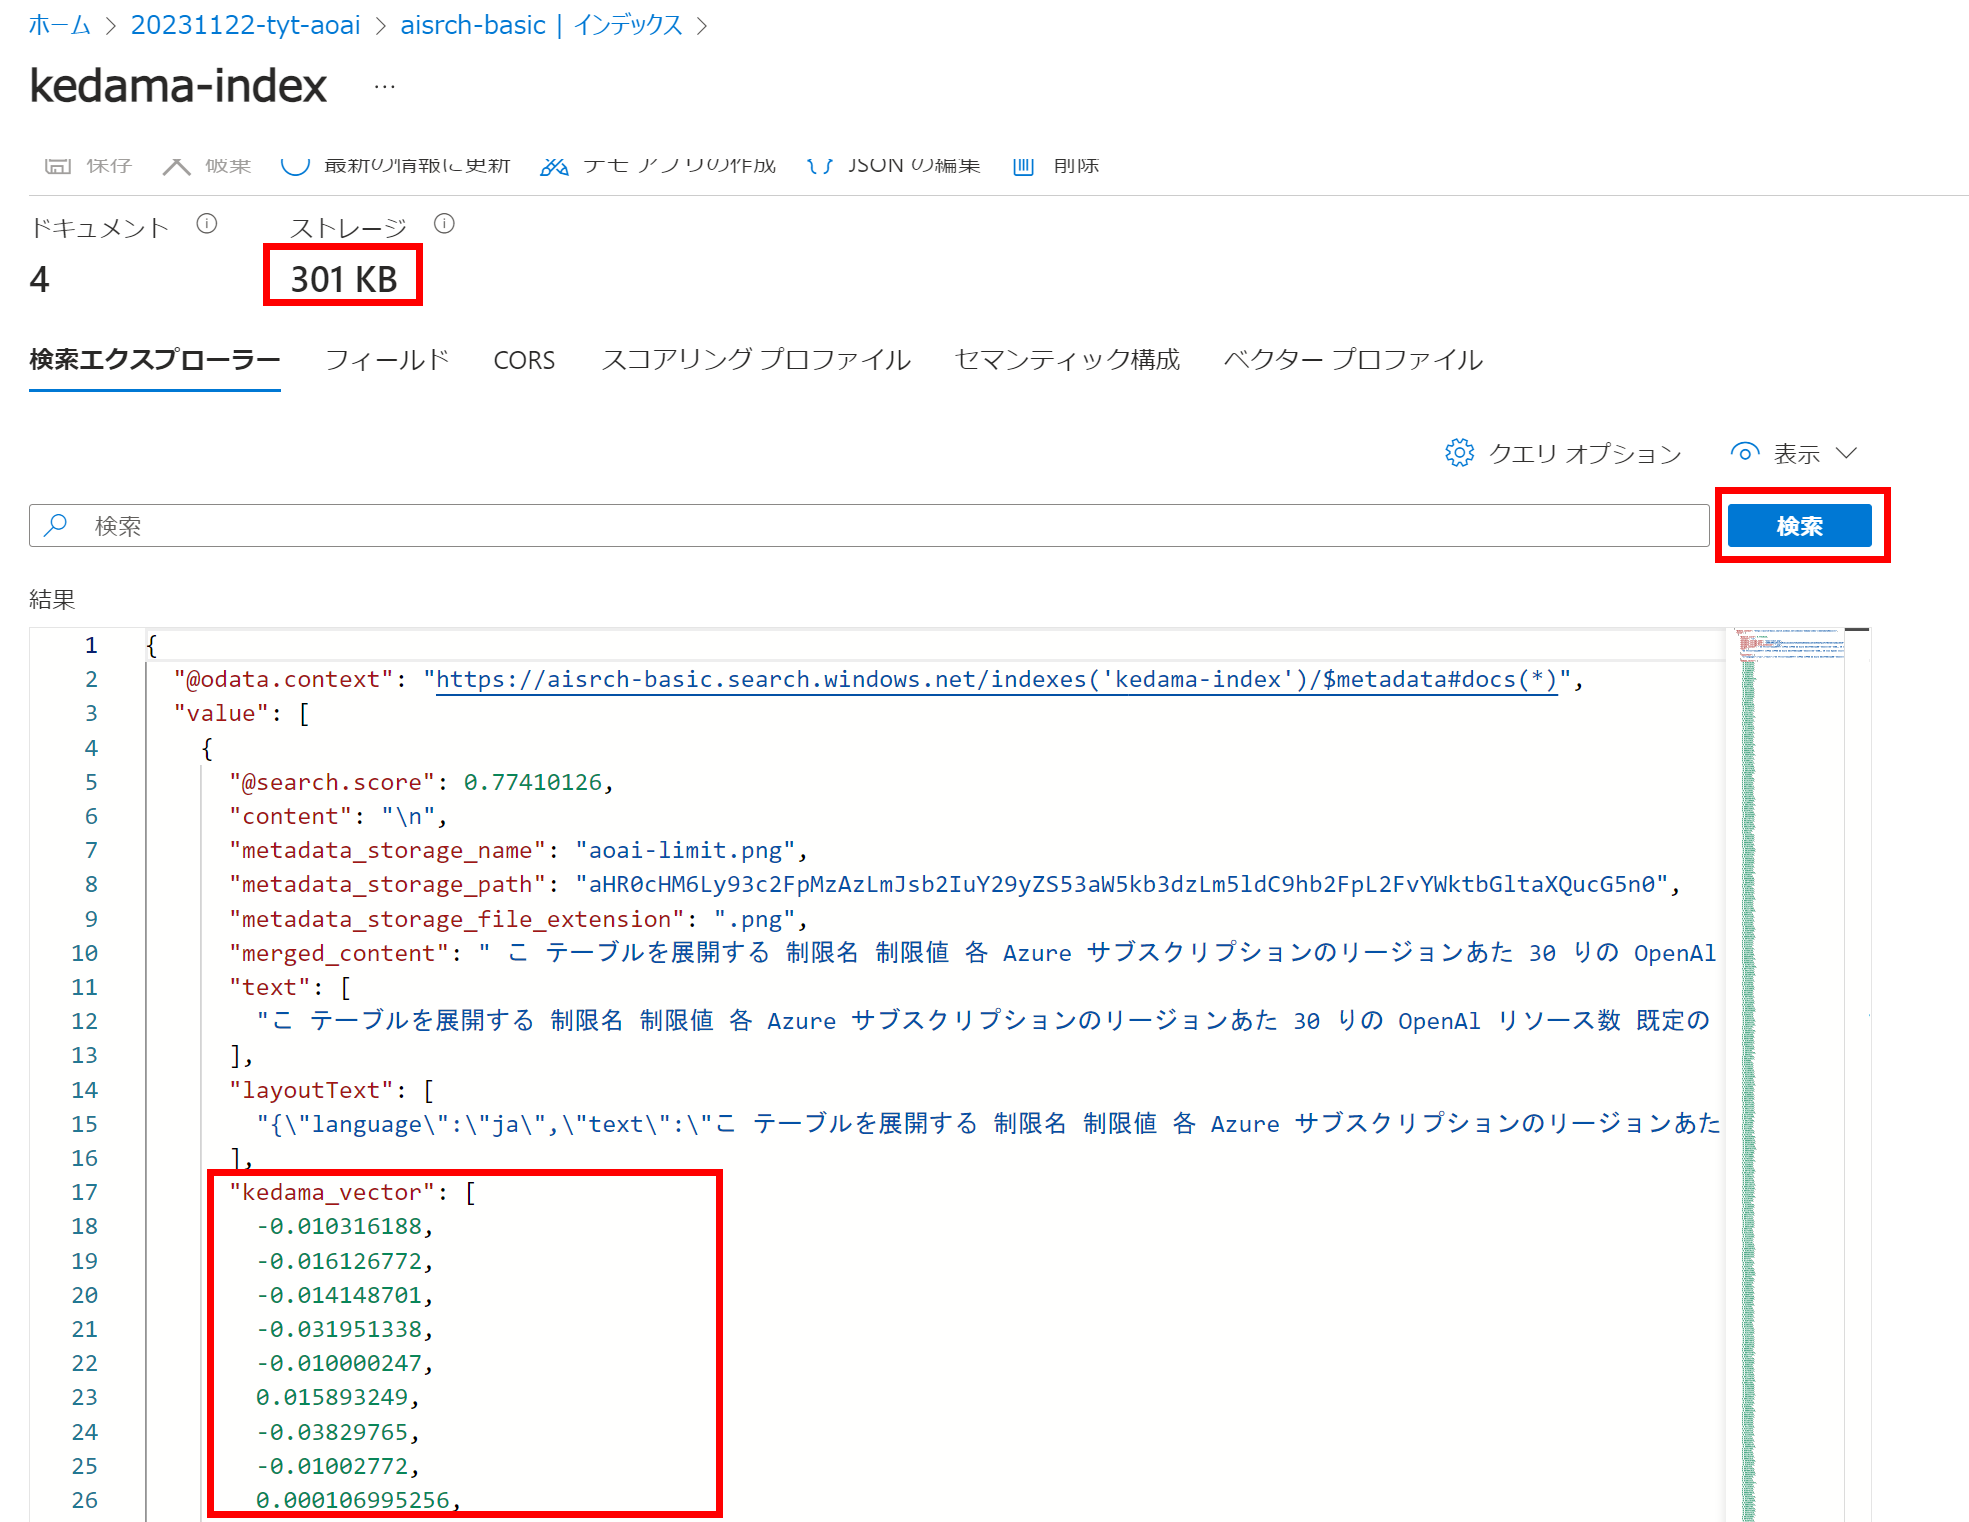 ホーム > 20231122-tyt-aoai > aisrch-basic | インデックス >
kedama-index ...
保存 破棄 最新の情報に更新 デモ アプリの作成 JSON の編集 削除
ドキュメント ストレージ
4 301 KB
検索エクスプローラー フィールド CORS スコアリング プロファイル セマンティック構成 ベクター プロファイル
クエリ オプション 表示
検索 検索
結果
1 {
2 "@odata.context": "https://aisrch-basic.search.windows.net/indexes('kedama-index')/$metadata#docs(*)",
3 "value": [
4 {
5 "@search.score": 0.77410126,
6 "content": "\n",
7 "metadata_storage_name": "aoai-limit.png",
8 "metadata_storage_path": "aHR0cHM6Ly93c2FpMzAzLmJsb2IuY29yZS53aW5kb3dzLm5ldC9hb2FpL2FvYWktbGltaXQucG5n0",
9 "metadata_storage_file_extension": ".png",
10 "merged_content": " こ テーブルを展開する 制限名 制限値 各 Azure サブスクリプションのリージョンあた 30 りの OpenAl
11 "text": [
12 "こ テーブルを展開する 制限名 制限値 各 Azure サブスクリプションのリージョンあた 30 りの OpenAl リソース数 既定の
13 ],
14 "layoutText": [
15 "{\"language\":\"ja\",\"text\":\"こ テーブルを展開する 制限名 制限値 各 Azure サブスクリプションのリージョンあた
16 ],
17 "kedama_vector": [
18 -0.010316188,
19 -0.016126772,
20 -0.014148701,
21 -0.031951338,
22 -0.010000247,
23 0.015893249,
24 -0.03829765,
25 -0.01002772,
26 0.000106995256,